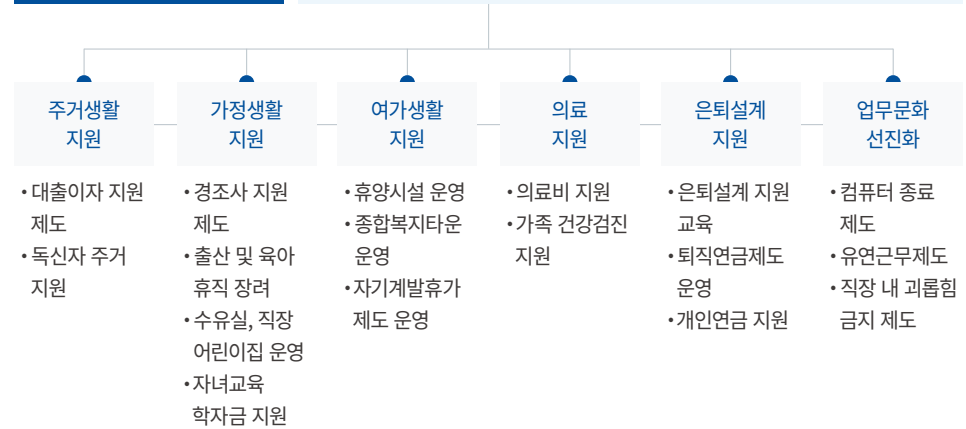 주거생활
지원
• 대출이자 지원
제도
• 독신자 주거
지원
가정생활
지원
• 경조사 지원
제도
• 출산 및 육아
휴직 장려
• 수유실, 직장
어린이집 운영
• 자녀교육
학자금 지원
여가생활
지원
• 휴양시설 운영
• 종합복지타운
운영
• 자기계발휴가
제도 운영
의료
지원
• 의료비 지원
• 가족 건강검진
지원
은퇴설계
지원
• 은퇴설계 지원
교육
• 퇴직연금제도
운영
• 개인연금 지원
업무문화
선진화
• 컴퓨터 종료
제도
• 유연근무제도
• 직장 내 괴롭힘
금지 제도